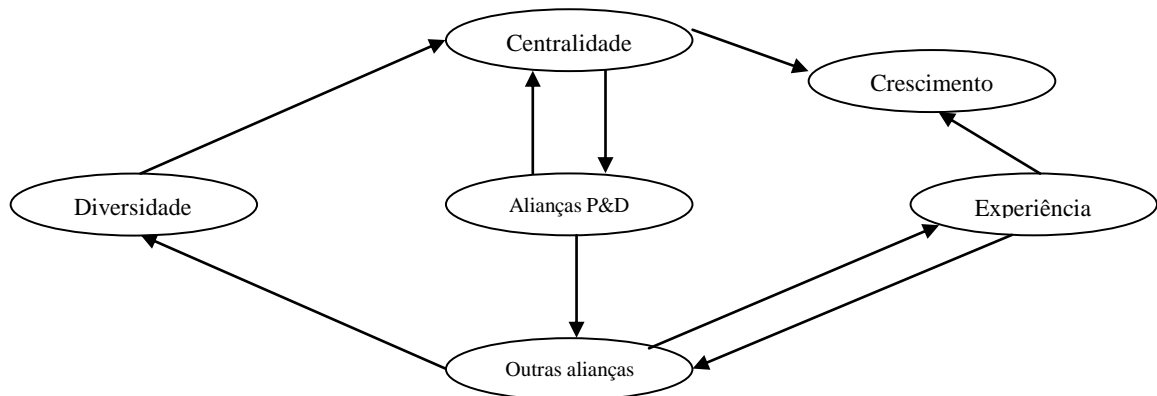 Centralidade
Crescimento
Diversidade
Alianças P&D
Experiência
Outras alianças